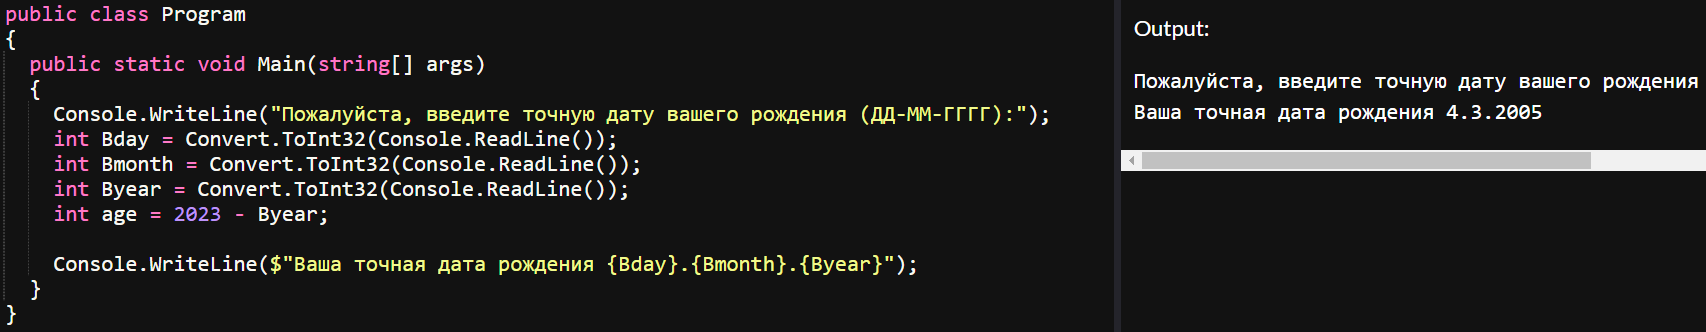 public class Program
{
public static void Main(string[] args)
{
Console.WriteLine("Пожалуйста, введите точную дату вашего рождения (ДД-ММ-ГГГГ):");
int Bday = Convert.ToInt32(Console.ReadLine());
int Bmonth = Convert.ToInt32(Console.ReadLine());
int Byear = Convert.ToInt32(Console.ReadLine());
int age = 2023 - Byear;
Console.WriteLine($"Ваша точная дата рождения {Bday}.{Bmonth}.{Byear}");
}
}
Output:
Пожалуйста, введите точную дату вашего рождения
Ваша точная дата рождения 4.3.2005